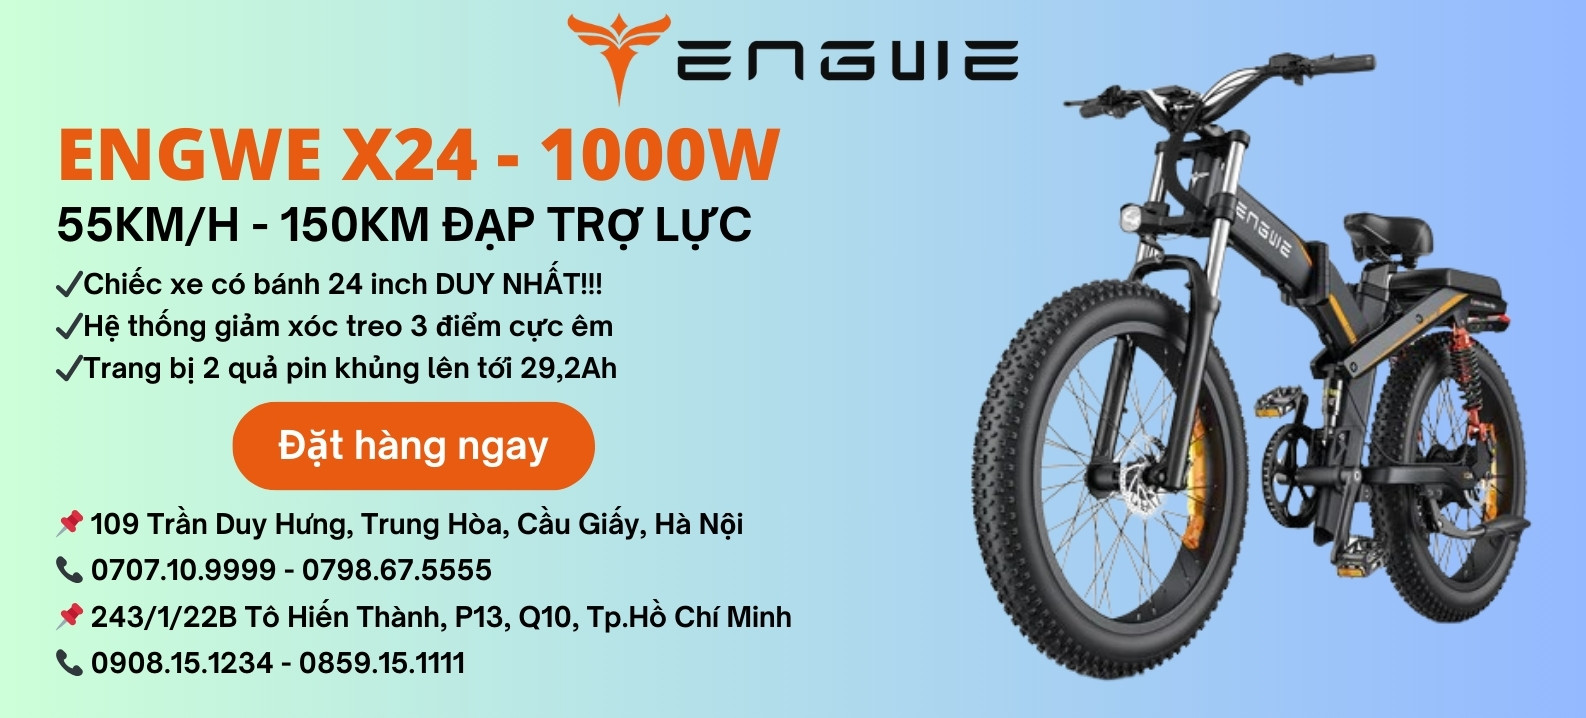 ENGWE
ENGWE X24 - 1000W
55KM/H - 150KM ĐẠP TRỢ LỰC
✓Chiếc xe có bánh 24 inch DUY NHẤT!!!
✓Hệ thống giảm xóc treo 3 điểm cực êm
✓Trang bị 2 quả pin khủng lên tới 29,2Ah
Đặt hàng ngay
📌 109 Trần Duy Hưng, Trung Hòa, Cầu Giấy, Hà Nội
📞 0707.10.9999 - 0798.67.5555
📌 243/1/22B Tô Hiến Thành, P13, Q10, Tp.Hồ Chí Minh
📞 0908.15.1234 - 0859.15.1111
ENGWE